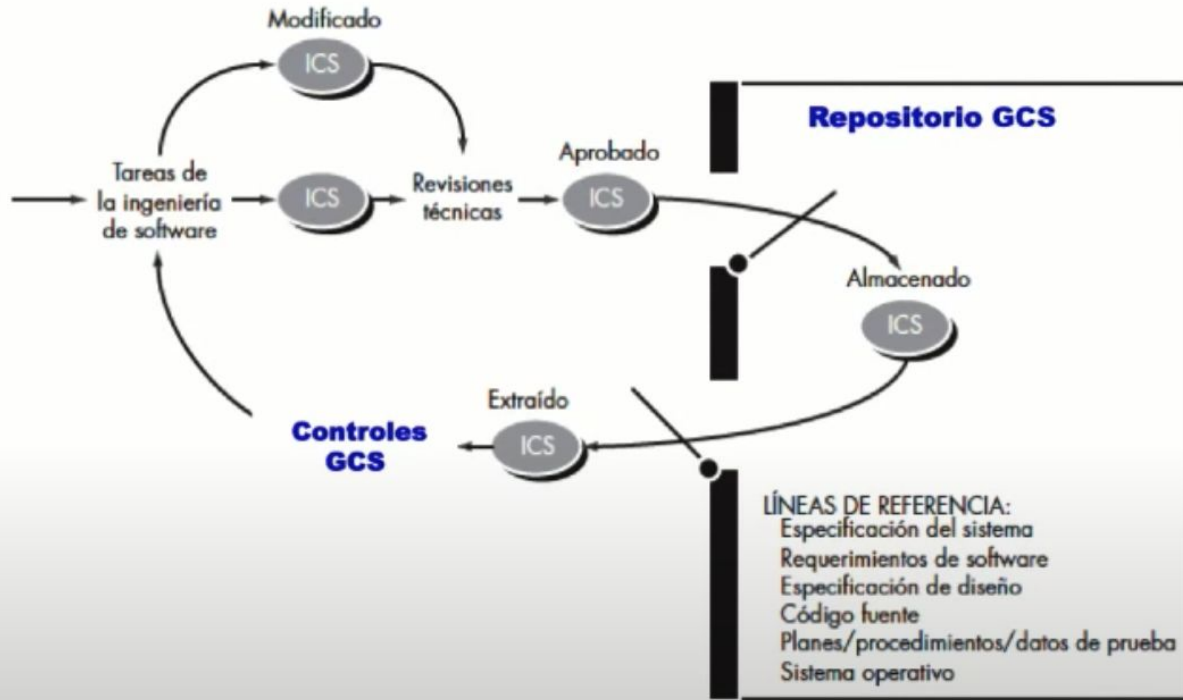 Modificado
ICS
Repositorio GCS
Tareas de
la ingeniería
de software
ICS
Revisiones
técnicas
Aprobado
ICS
Almacenado
ICS
Extraído
ICS
Controles
GCS
LÍNEAS DE REFERENCIA:
Especificación del sistema
Requerimientos de software
Especificación de diseño
Código fuente
Planes/procedimientos/datos de prueba
Sistema operativo